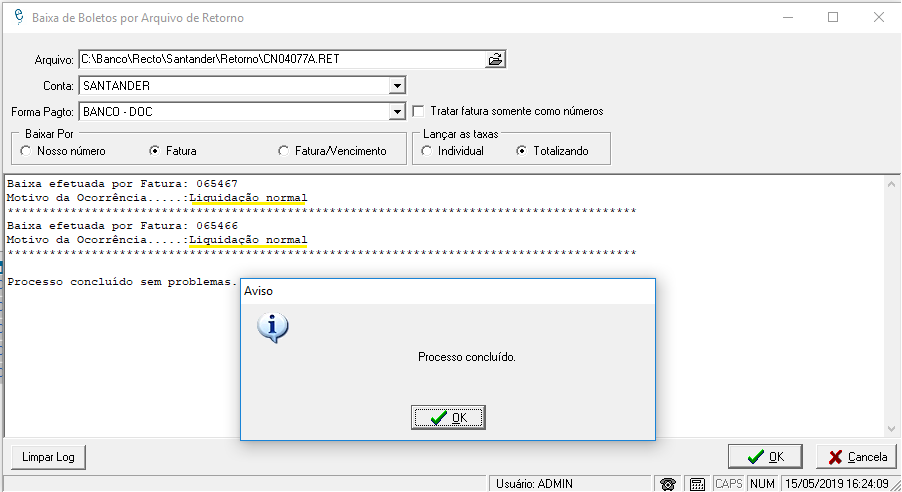 Baixa de Boletos por Arquivo de Retorno
Arquivo: C:\Banco\Recto\Santander\Retorno\CN04077A.RET
Conta: SANTANDER
Forma Pagto: BANCO - DOC
Tratar fatura somente como números
Baixar Por
Nosso número Fatura Fatura/Vencimento
Lançar as taxas
Individual Totalizando
Baixa efetuada por Fatura: 065467
Motivo da Ocorrência.....:Liquidação normal
******************************************************************************************
Baixa efetuada por Fatura: 065466
Motivo da Ocorrência.....:Liquidação normal
******************************************************************************************
Processo concluído sem problemas.
Aviso
Processo concluído.
OK
Limpar Log
OK
Cancela
Usuário: ADMIN
CAPS
NUM
15/05/2019 16:24:09